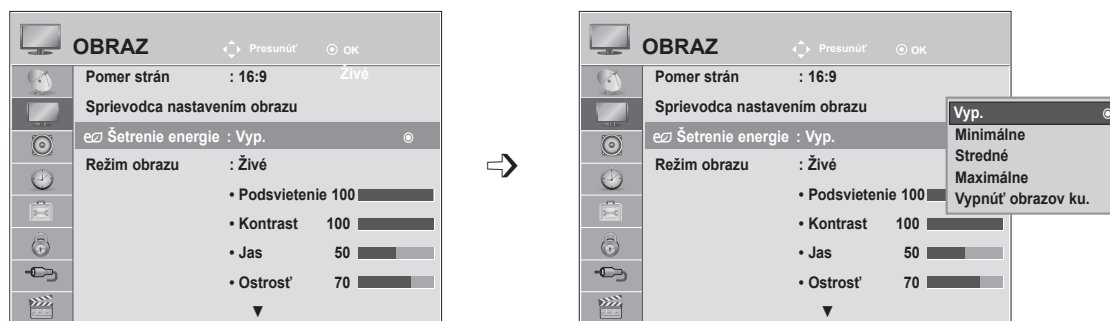 OBRAZ Presunúť OK
Živé
Pomer strán : 16:9
Sprievodca nastavením obrazu
e Šetrenie energie : Vyp.
Režim obrazu : Živé
• Podsvietenie 100
• Kontrast 100
• Jas 50
• Ostrosť 70
▼
OBRAZ Presunúť OK
Pomer strán : 16:9
Sprievodca nastavením obrazu
e Šetrenie energie : Vyp.
Režim obrazu : Živé
• Podsvietenie 100
• Kontrast 100
• Jas 50
• Ostrosť 70
▼
Vyp.
Minimálne
Stredné
Maximálne
Vypnúť obrazov ku.